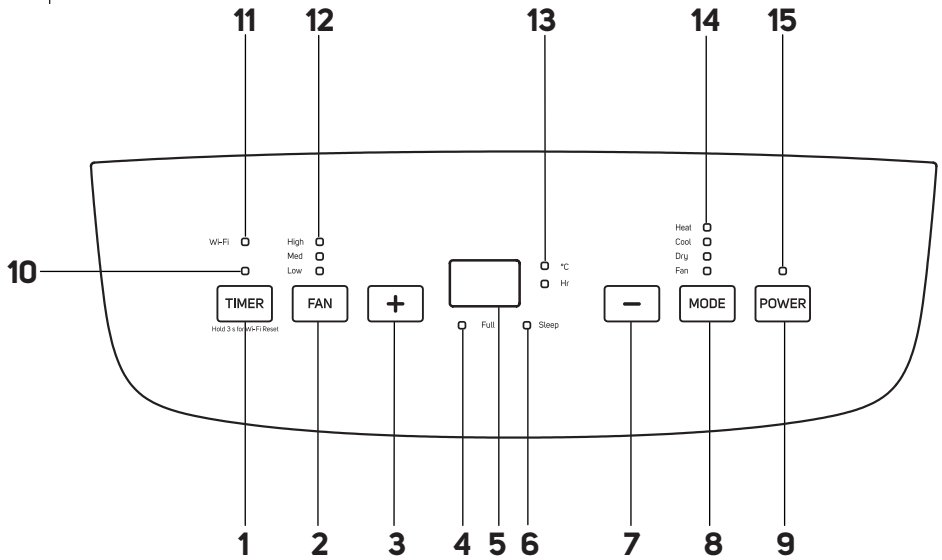 11 12 13 14 15
Heat
Wi-Fi High Cool
Med Dry
Low °C Fan
10
Hr
TIMER FAN + − MODE POWER
Hold 3 s for Wi-Fi Reset
Full Sleep
1 2 3 4 5 6 7 8 9